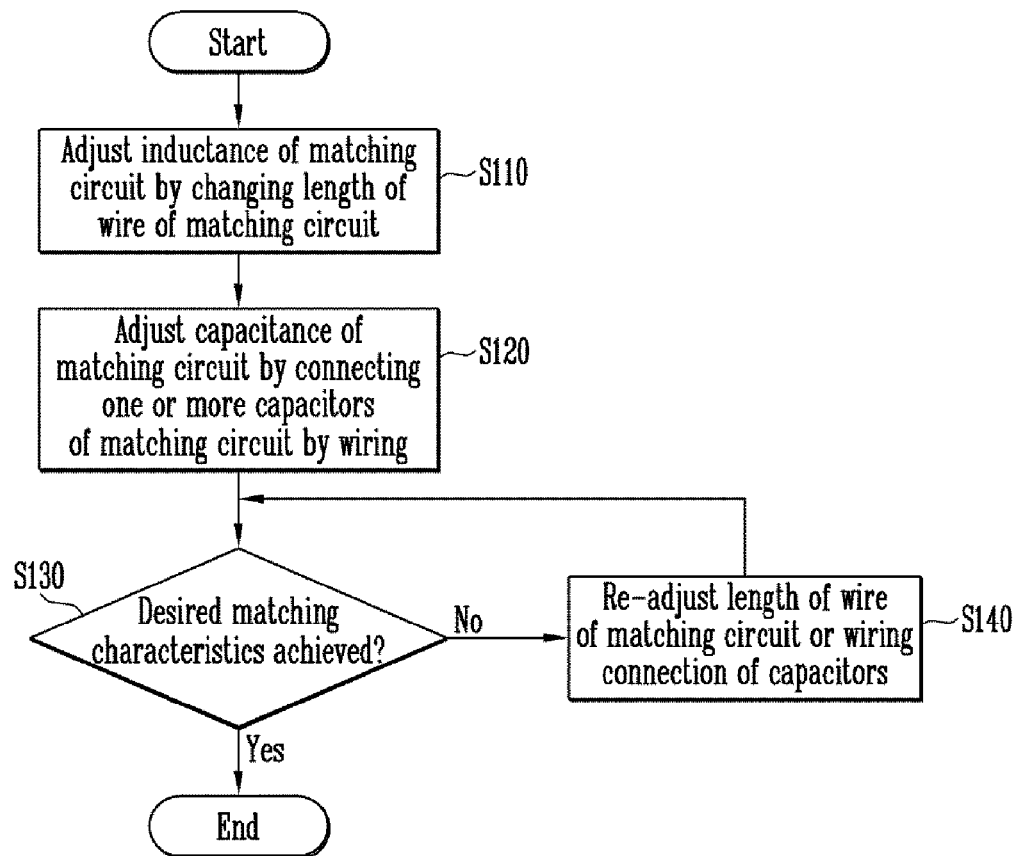 Start
Adjust inductance of matching
circuit by changing length of
wire of matching circuit
S110
Adjust capacitance of
matching circuit by connecting
one or more capacitors
of matching circuit by wiring
S120
S130
Desired matching
characteristics achieved?
No
Re-adjust length of wire
of matching circuit or wiring
connection of capacitors
S140
Yes
End